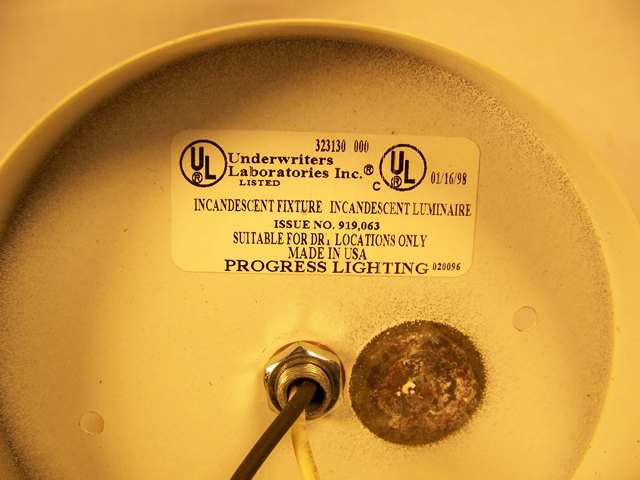 323130 000
UL® Underwriters Laboratories Inc.® C UL® 01/16/98
LISTED
INCANDESCENT FIXTURE INCANDESCENT LUMINAIRE
ISSUE NO. 919,063
SUITABLE FOR DRY LOCATIONS ONLY
MADE IN USA
PROGRESS LIGHTING 020096